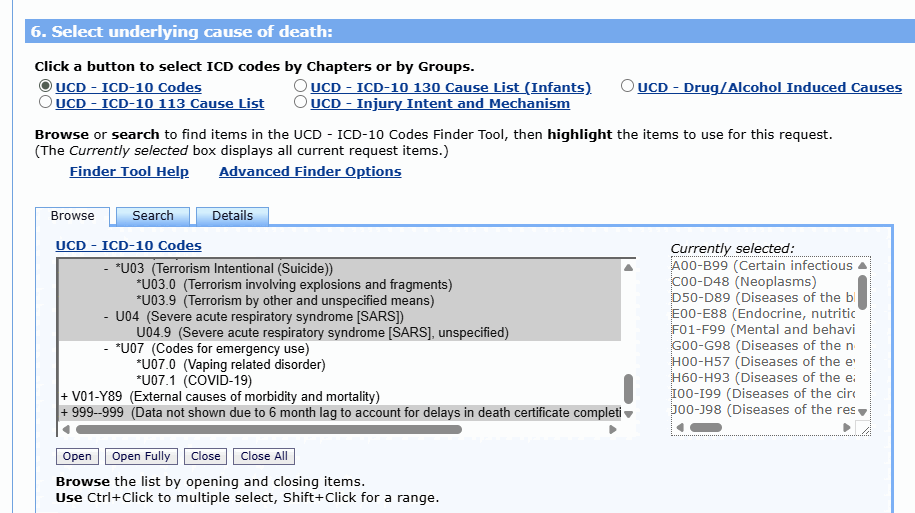 6. Select underlying cause of death:
Click a button to select ICD codes by Chapters or by Groups.
UCD - ICD-10 Codes UCD - ICD-10 130 Cause List (Infants) UCD - Drug/Alcohol Induced Causes
UCD - ICD-10 113 Cause List UCD - Injury Intent and Mechanism
Browse or search to find items in the UCD - ICD-10 Codes Finder Tool, then highlight the items to use for this request.
(The Currently selected box displays all current request items.)
Finder Tool Help Advanced Finder Options
Browse Search Details
UCD - ICD-10 Codes
- *U03 (Terrorism Intentional (Suicide))
*U03.0 (Terrorism involving explosions and fragments)
*U03.9 (Terrorism by other and unspecified means)
- U04 (Severe acute respiratory syndrome [SARS])
U04.9 (Severe acute respiratory syndrome [SARS], unspecified)
- *U07 (Codes for emergency use)
*U07.0 (Vaping related disorder)
*U07.1 (COVID-19)
+ V01-Y89 (External causes of morbidity and mortality)
+ 999--999 (Data not shown due to 6 month lag to account for delays in death certificate completi
Currently selected:
A00-B99 (Certain infectious
C00-D48 (Neoplasms)
D50-D89 (Diseases of the bl
E00-E88 (Endocrine, nutritic
F01-F99 (Mental and behavi
G00-G98 (Diseases of the n
H00-H57 (Diseases of the ey
H60-H93 (Diseases of the ea
I00-I99 (Diseases of the circ
J00-J98 (Diseases of the res
Open Open Fully Close Close All
Browse the list by opening and closing items.
Use Ctrl+Click to multiple select, Shift+Click for a range.